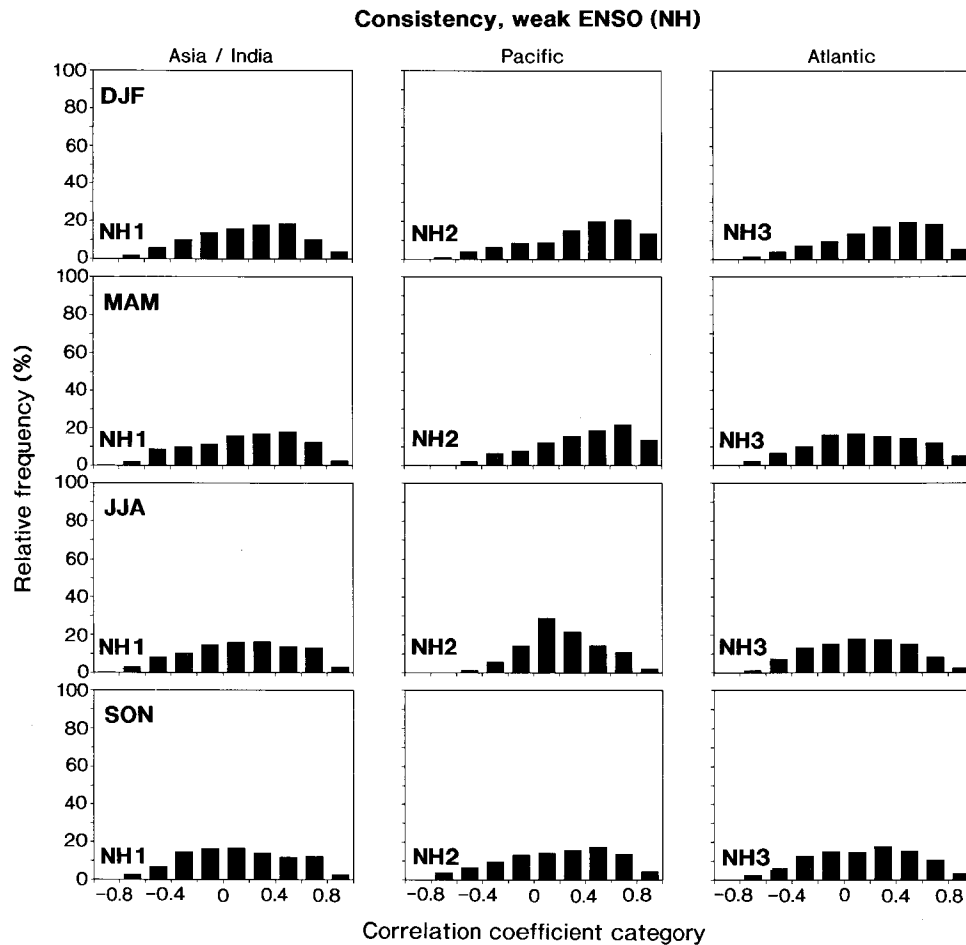 Consistency, weak ENSO (NH)
Asia / India
Pacific
Atlantic
Relative frequency (%)
100
80
60
40
20
0
DJF
NH1
NH2
NH3
100
80
60
40
20
0
MAM
NH1
NH2
NH3
100
80
60
40
20
0
JJA
NH1
NH2
NH3
100
80
60
40
20
0
SON
NH1
NH2
NH3
−0.8 −0.4 0 0.4 0.8
−0.8 −0.4 0 0.4 0.8
−0.8 −0.4 0 0.4 0.8
Correlation coefficient category